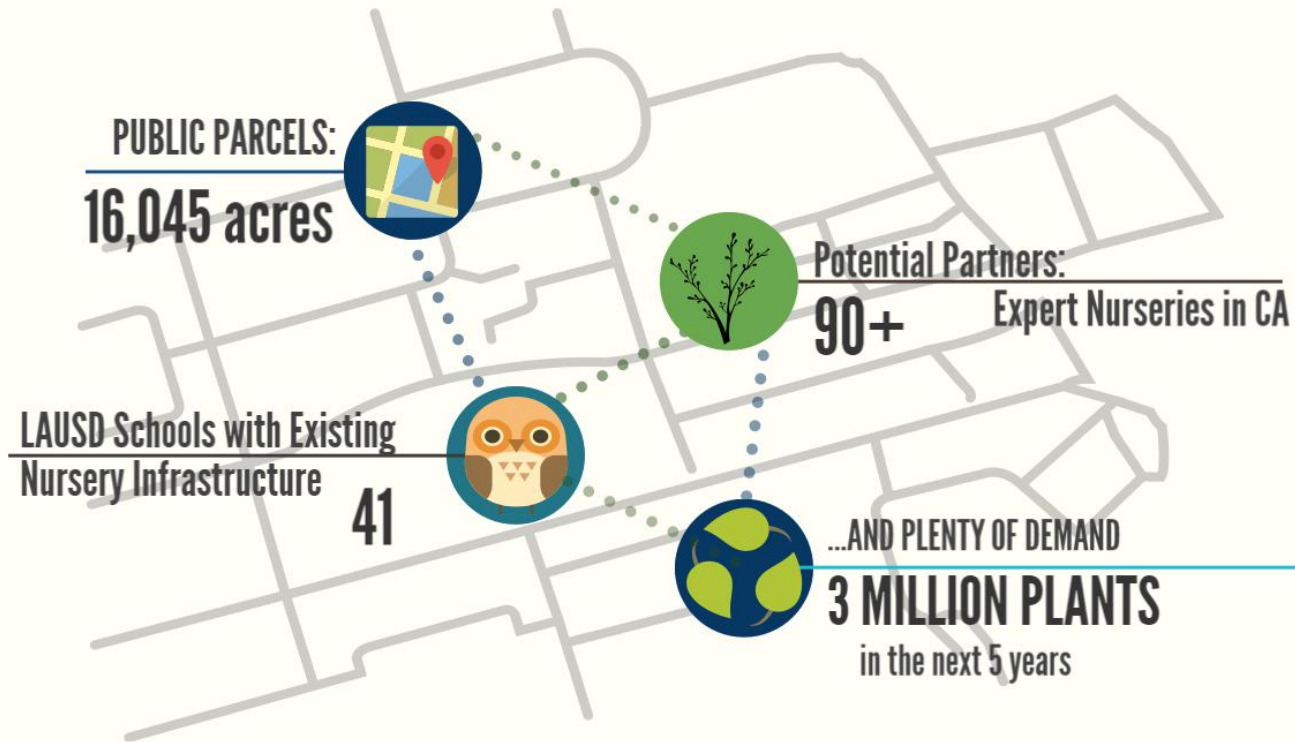 PUBLIC PARCELS:
16,045 acres
Potential Partners:
90+
Expert Nurseries in CA
LAUSD Schools with Existing
Nursery Infrastructure
41
...AND PLENTY OF DEMAND
3 MILLION PLANTS
in the next 5 years